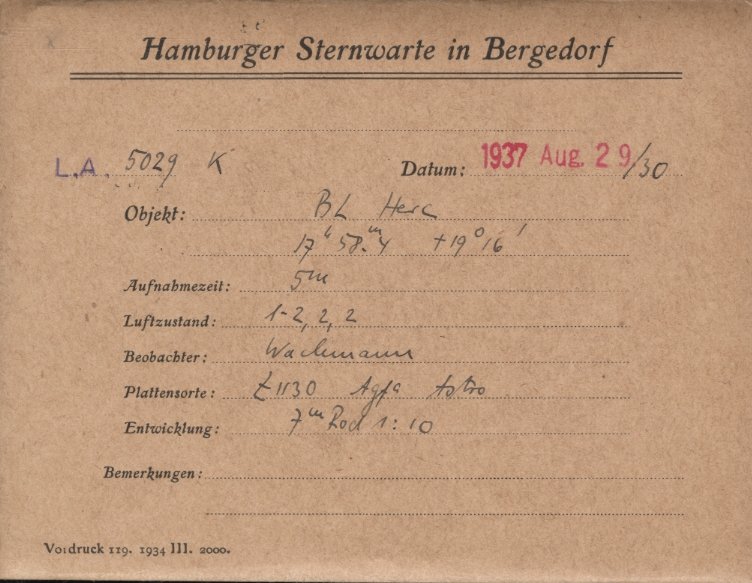 Hamburger Sternwarte in Bergedorf
L.A. 5029 K Datum: 1937 Aug. 29/30
Objekt: BL Herc
17ʰ 58.ᵐ4 +19° 16'
Aufnahmezeit: 5ᵐ
Luftzustand: 1-2, 2, 2
Beobachter: Wachmann
Plattensorte: 1130 Agfa Astro
Entwicklung: 7ᵐ Rod 1:10
Bemerkungen:
Vordruck 119. 1934 III. 2000.